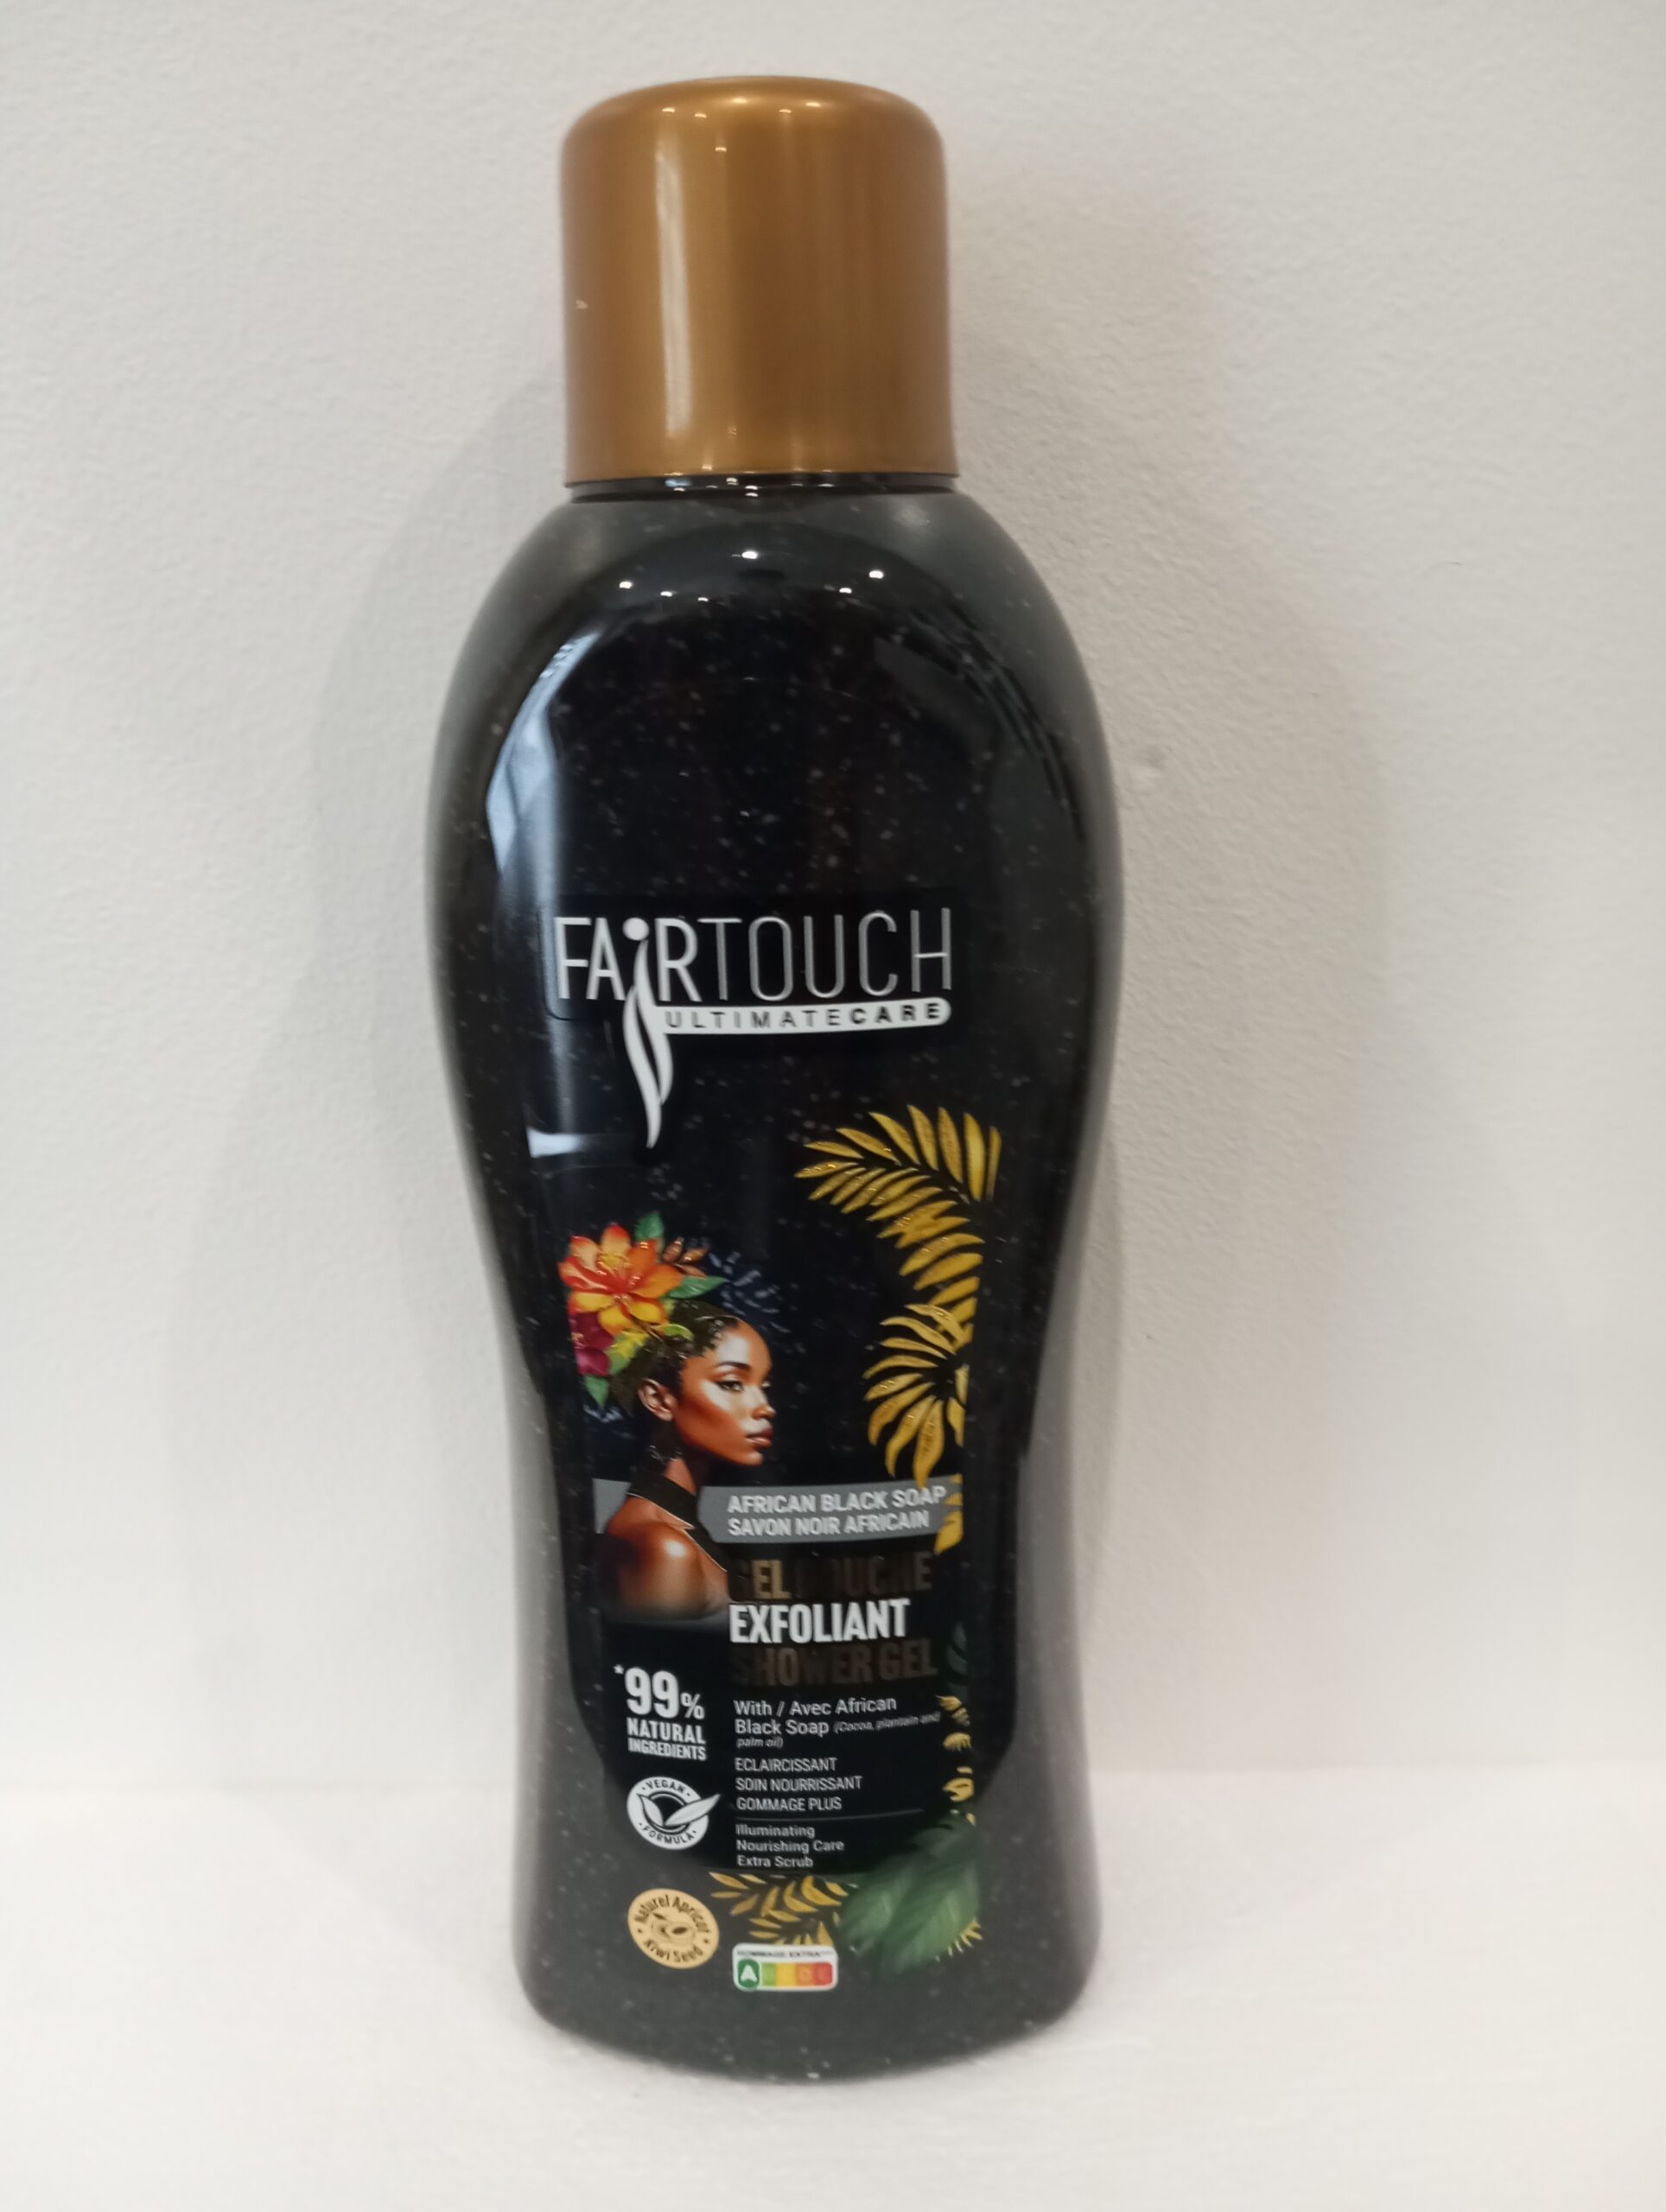 FAIRTOUCH
ULTIMATECARE
AFRICAN BLACK SOAP
SAVON NOIR AFRICAIN
GEL DOUCHE
EXFOLIANT
SHOWER GEL
*99%
NATURAL
INGREDIENTS
With / Avec African
Black Soap (Cocoa, plantain and
palm oil)
ECLAIRCISSANT
SOIN NOURRISSANT
GOMMAGE PLUS
Illuminating
Nourishing Care
Extra Scrub
VEGAN
FORMULA
Naturel Apricot
Kiwi Seed
GOMMAGE EXTRA
A